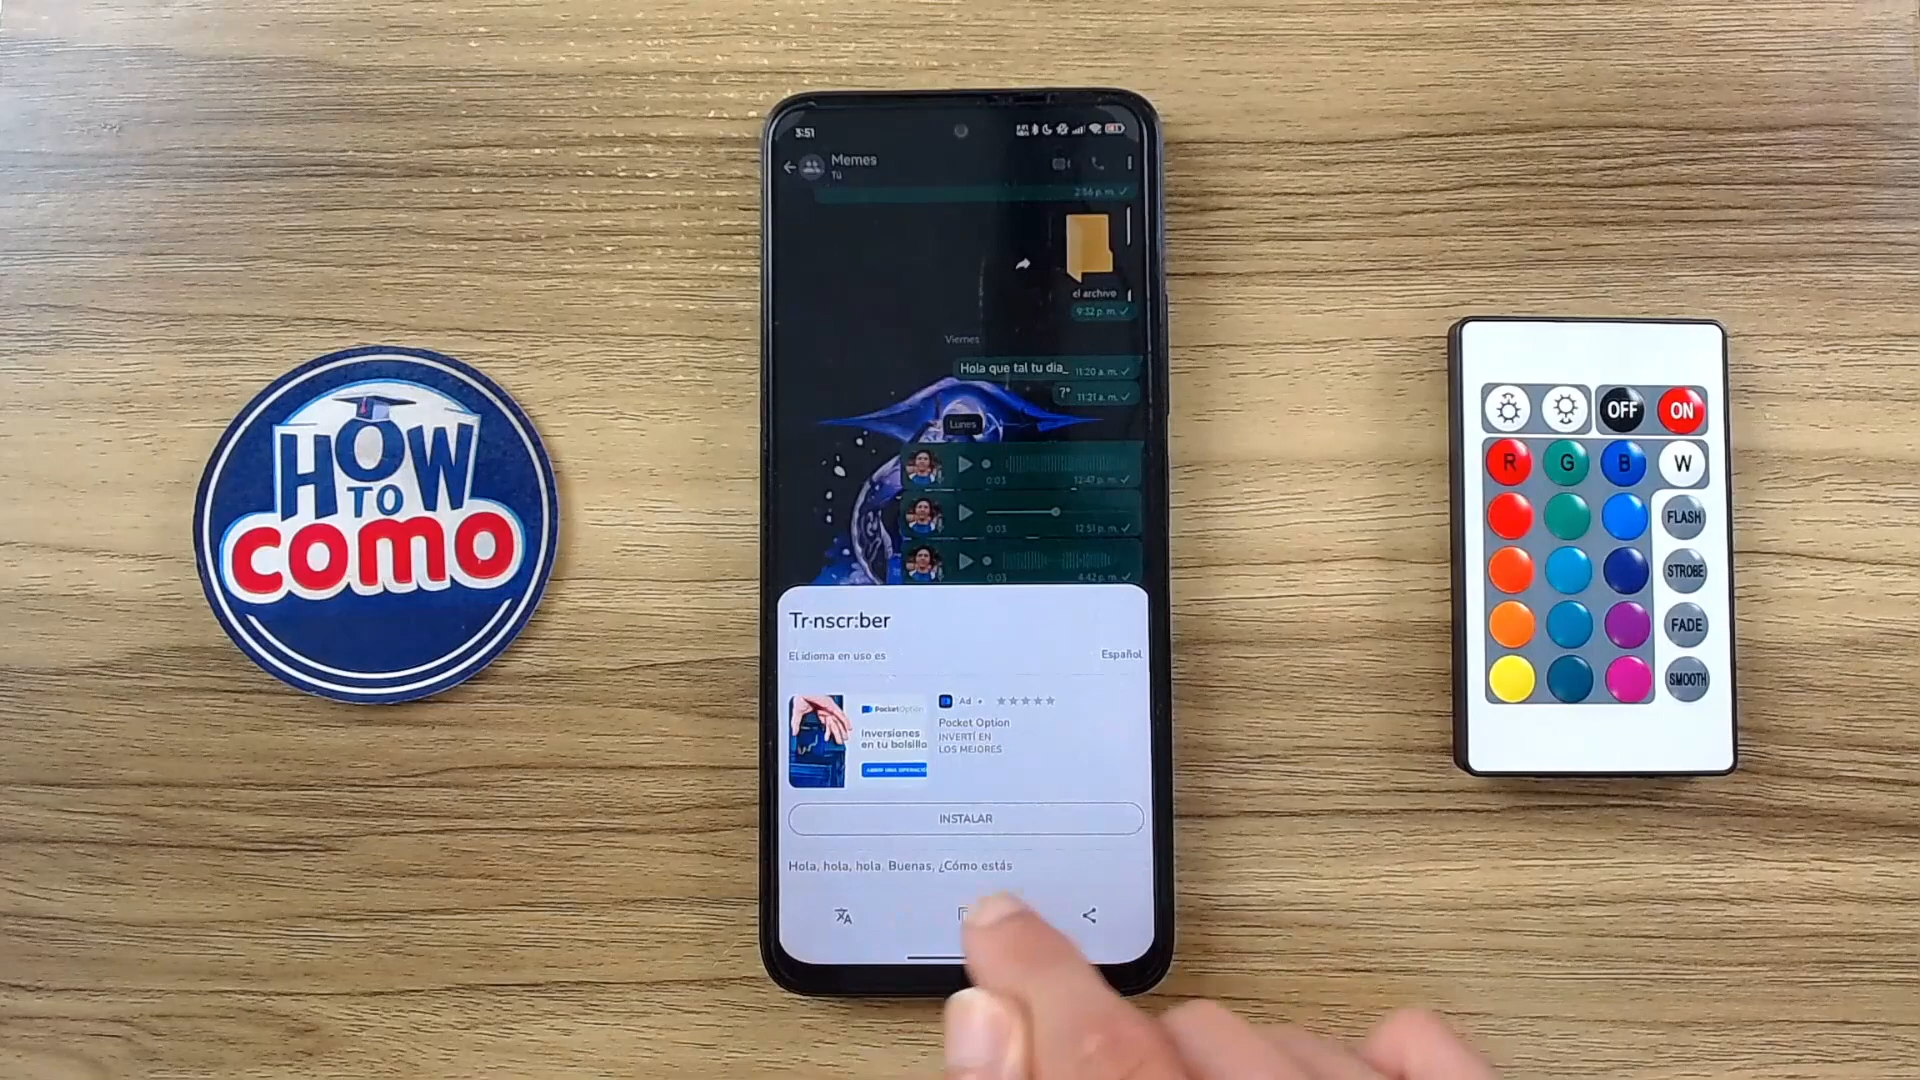 HOW
TO
como
3:51
Memes
Tú
2:56 p. m.
el archivo
9:32 p. m.
Viernes
Hola que tal tu dia_ 11:20 a. m.
?* 11:21 a. m.
Lunes
0:03 12:47 p. m.
0:03 12:51 p. m.
0:03 4:42 p. m.
Tr·nscr:ber
El idioma en uso es Español
PocketOption
Inversiones
en tu bolsillo
Ad •
Pocket Option
INVERTÍ EN
LOS MEJORES
INSTALAR
Hola, hola, hola, Buenas, ¿Cómo estás
OFF ON
R G B W
FLASH
STROBE
FADE
SMOOTH